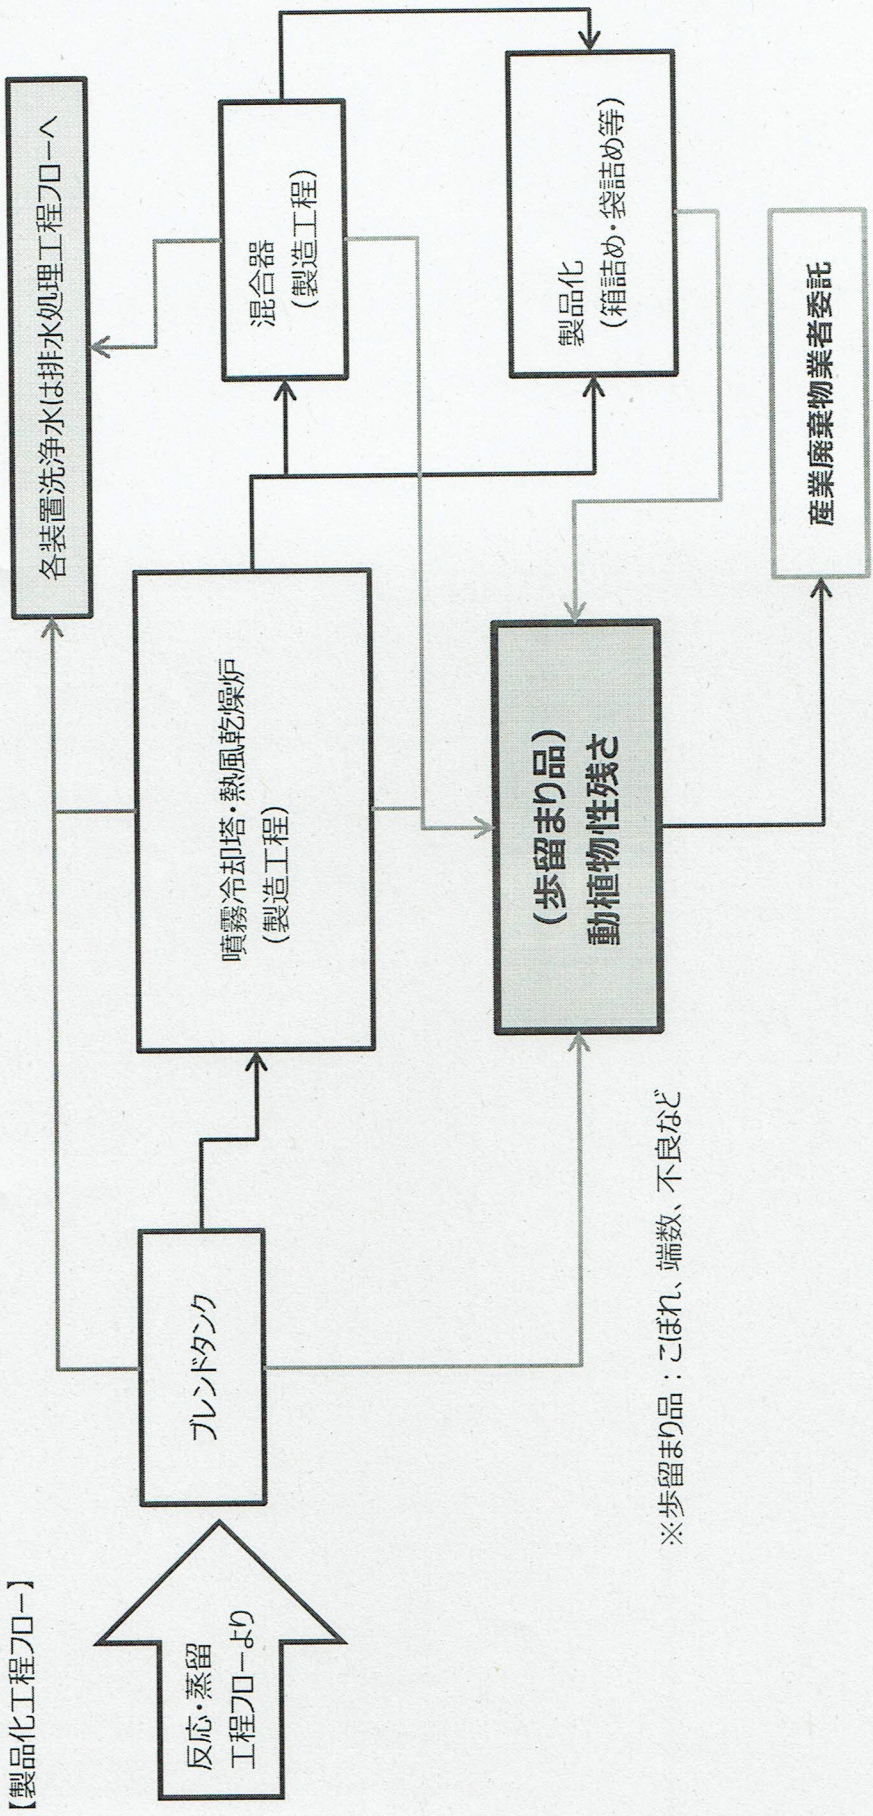 【製品化工程フロー】
反応・蒸留
工程フローより
ブレンドタンク
噴霧冷却塔・熱風乾燥炉
(製造工程)
各装置洗浄水は排水処理工程フローへ
混合器
(製造工程)
製品化
(箱詰め・袋詰め等)
(歩留まり品)
動植物性残さ
産業廃棄物業者委託
※歩留まり品：こぼれ、端数、不良など